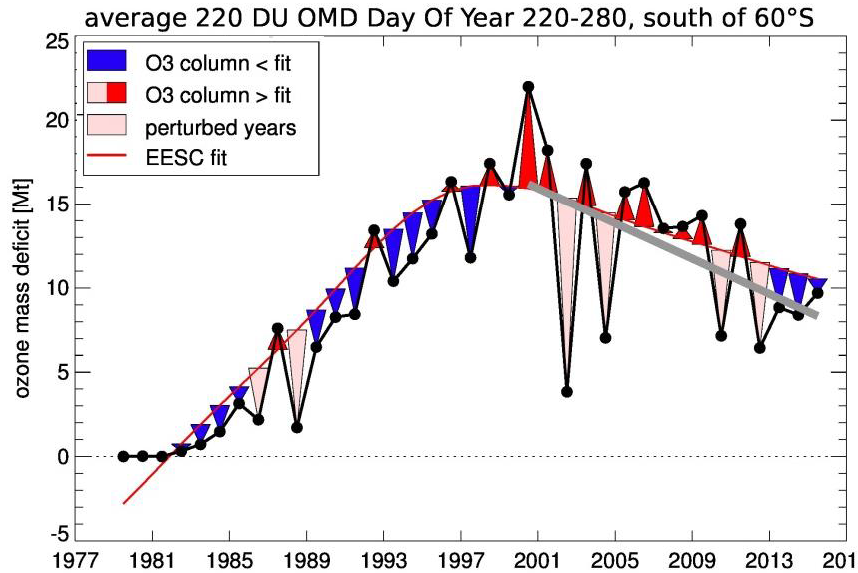 average 220 DU OMD Day Of Year 220-280, south of 60°S
25
20
15
10
5
0
-5
ozone mass deficit [Mt]
O3 column < fit
O3 column > fit
perturbed years
EESC fit
1977 1981 1985 1989 1993 1997 2001 2005 2009 2013 201